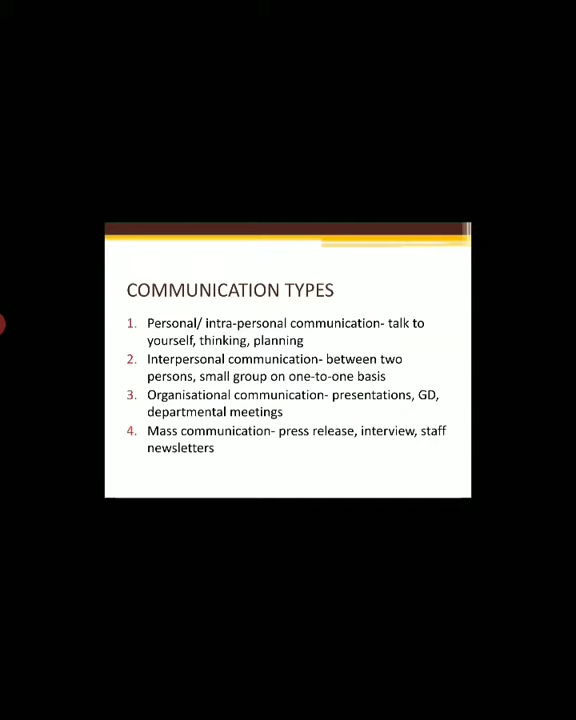 COMMUNICATION TYPES
1. Personal/ intra-personal communication- talk to
yourself, thinking, planning
2. Interpersonal communication- between two
persons, small group on one-to-one basis
3. Organisational communication- presentations, GD,
departmental meetings
4. Mass communication- press release, interview, staff
newsletters